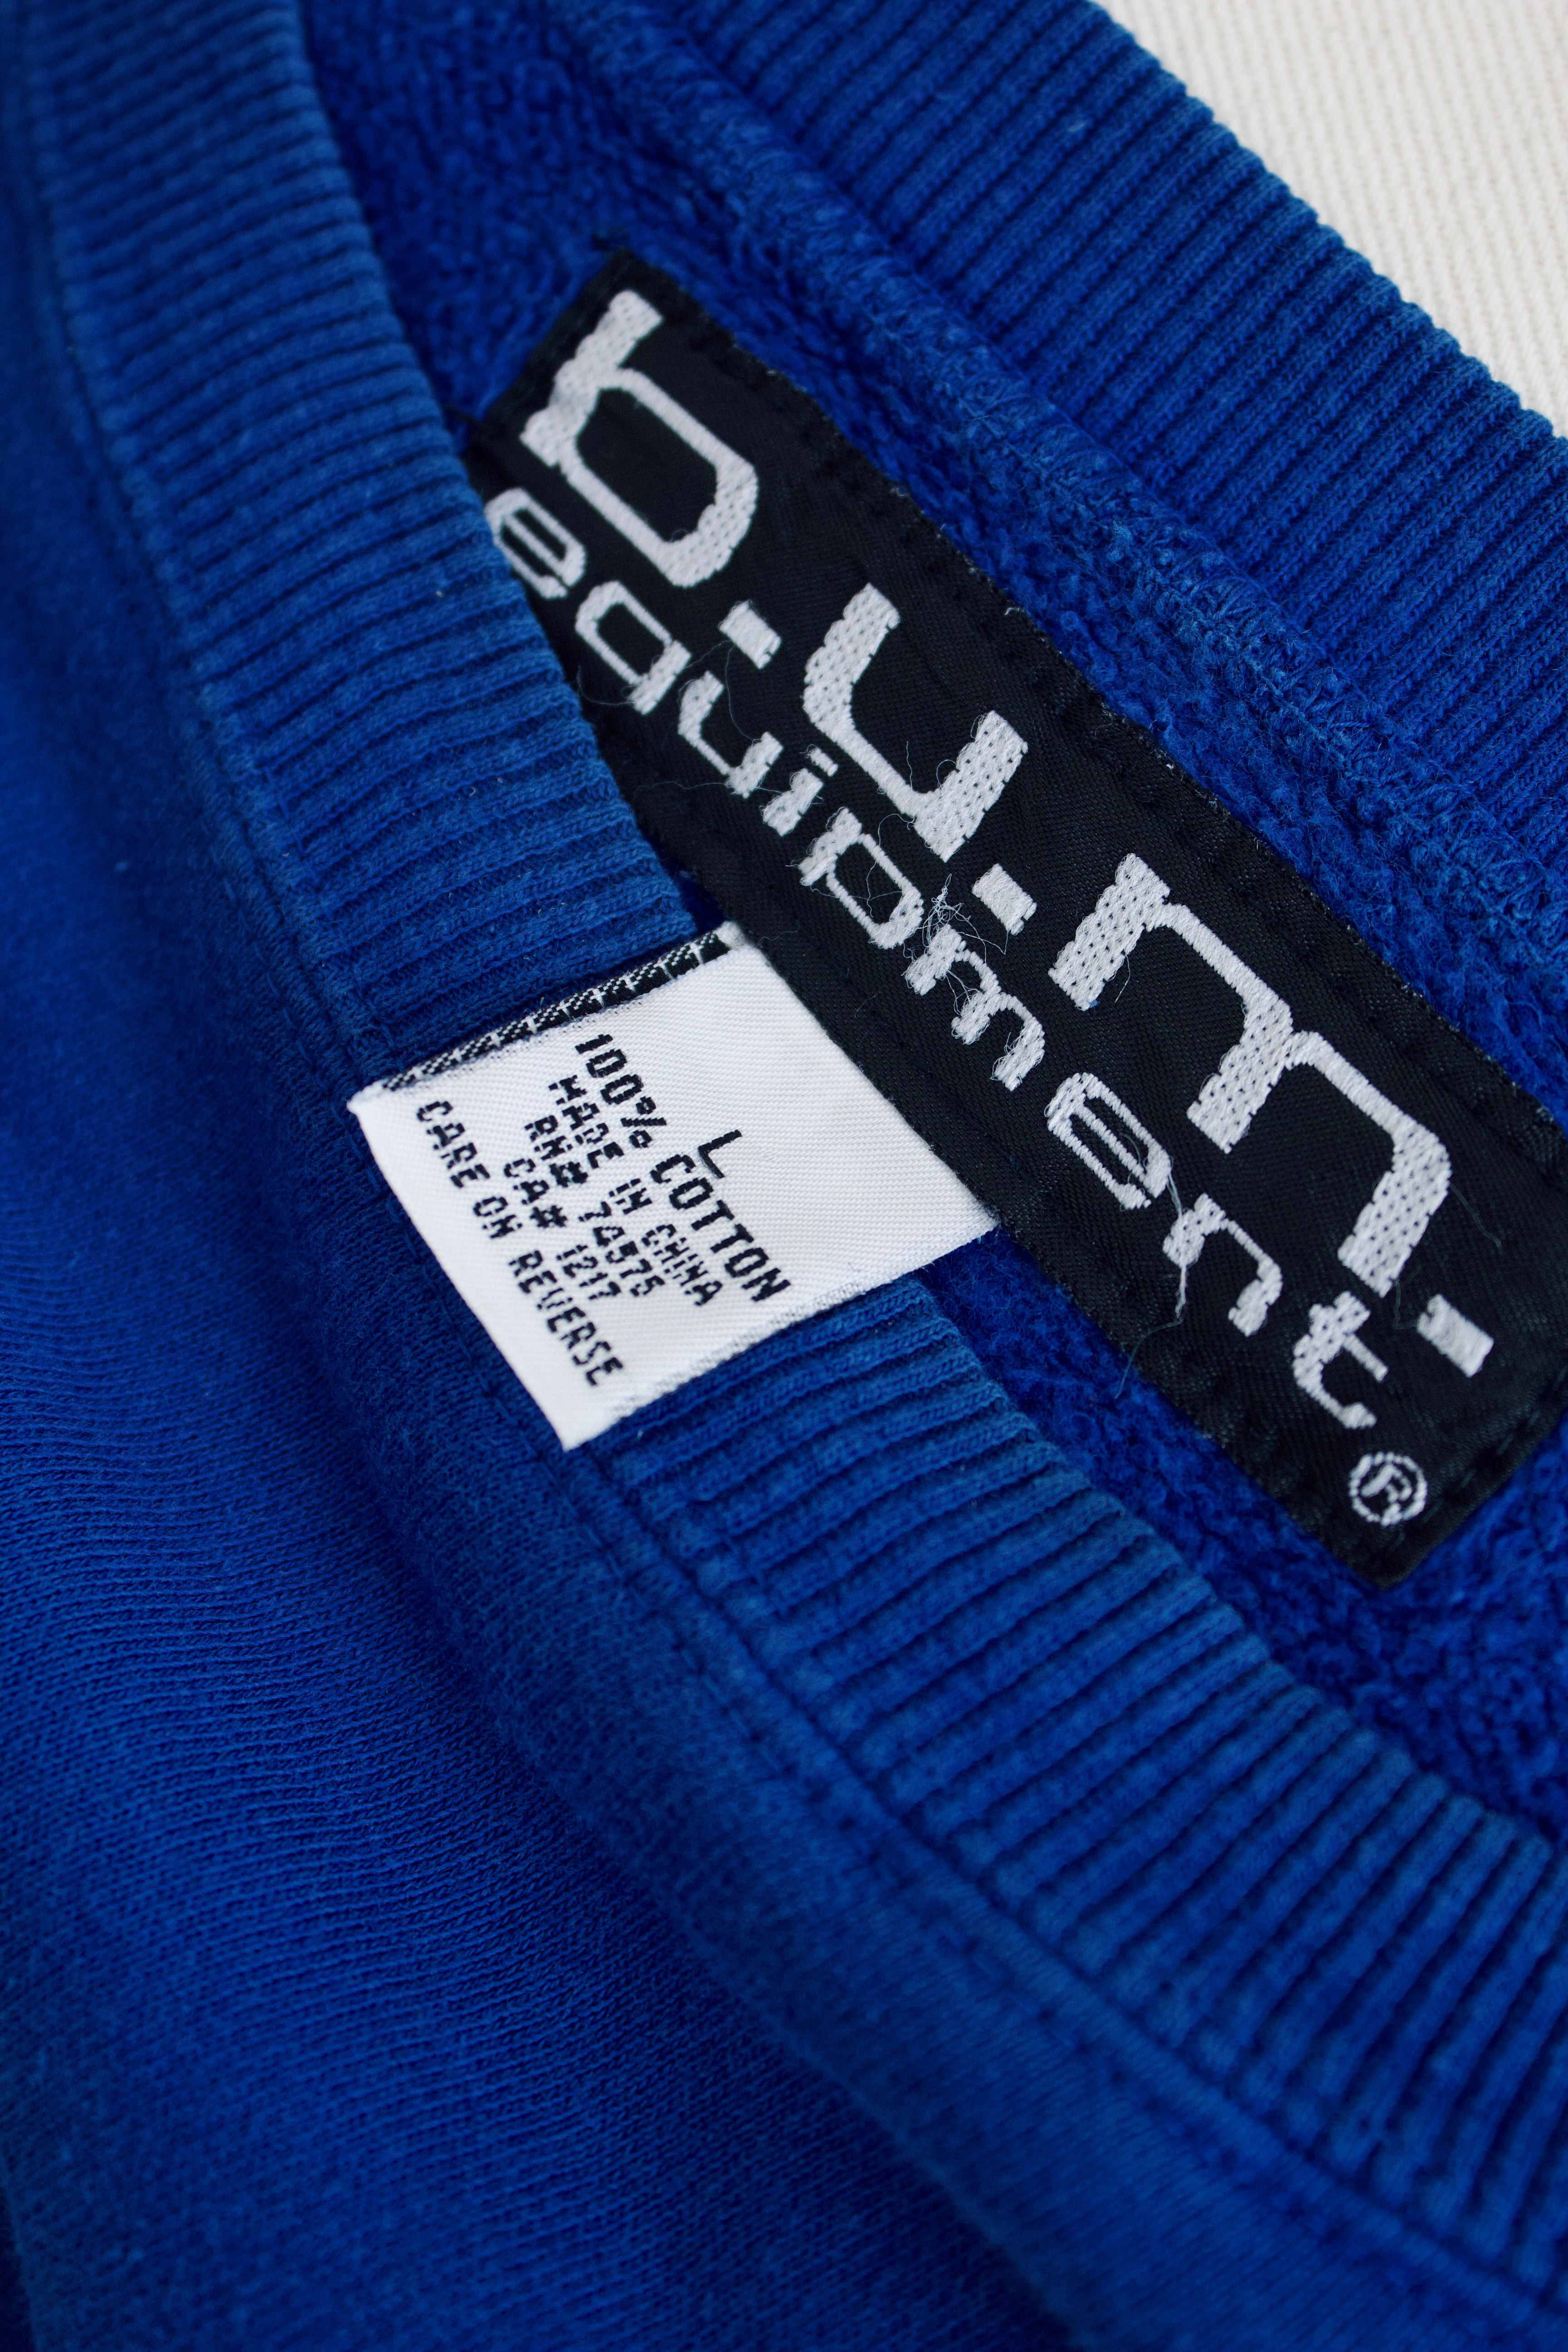 b.u.m.
equipment
®
L
100% COTTON
MADE IN CHINA
RN# 74575
CA# 1217
CARE ON REVERSE